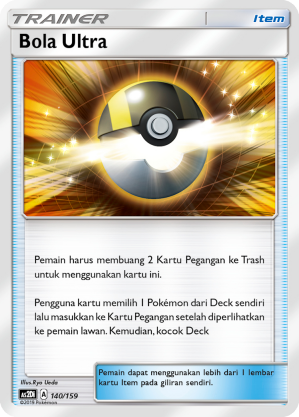 TRAINER
Item
Bola Ultra
Pemain harus membuang 2 Kartu Pegangan ke Trash
untuk menggunakan kartu ini.
Pengguna kartu memilih 1 Pokémon dari Deck sendiri
lalu masukkan ke Kartu Pegangan setelah diperlihatkan
ke pemain lawan. Kemudian, kocok Deck
Pemain dapat menggunakan lebih dari 1 lembar
kartu Item pada giliran sendiri.
Illus.Ryo Ueda
AS2D A 140/159
©2019 Pokémon